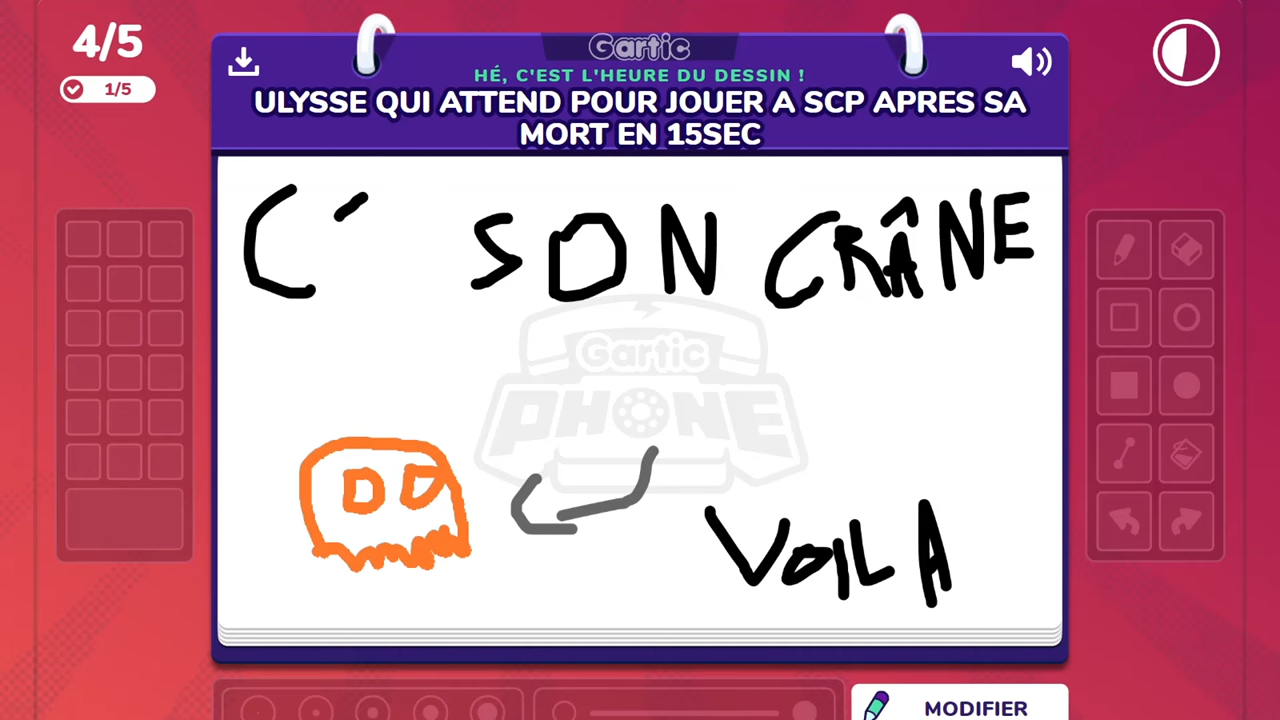 4/5
1/5
Gartic
HÉ, C'EST L'HEURE DU DESSIN !
ULYSSE QUI ATTEND POUR JOUER A SCP APRES SA
MORT EN 15SEC
C' SON CRÂNE
Gartic
PHONE
VOILA
MODIFIER